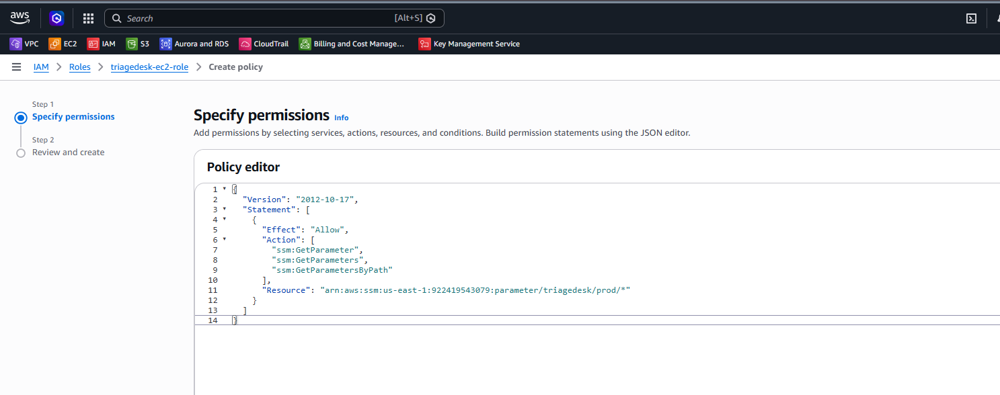 aws
Search
[Alt+S]
VPC
EC2
IAM
S3
Aurora and RDS
CloudTrail
Billing and Cost Manage...
Key Management Service
IAM > Roles > triagedesk-ec2-role > Create policy
Step 1
Specify permissions
Step 2
Review and create
Specify permissions Info
Add permissions by selecting services, actions, resources, and conditions. Build permission statements using the JSON editor.
Policy editor
1 {
2 "Version": "2012-10-17",
3 "Statement": [
4 {
5 "Effect": "Allow",
6 "Action": [
7 "ssm:GetParameter",
8 "ssm:GetParameters",
9 "ssm:GetParametersByPath"
10 ],
11 "Resource": "arn:aws:ssm:us-east-1:922419543079:parameter/triagedesk/prod/*"
12 }
13 ]
14 }